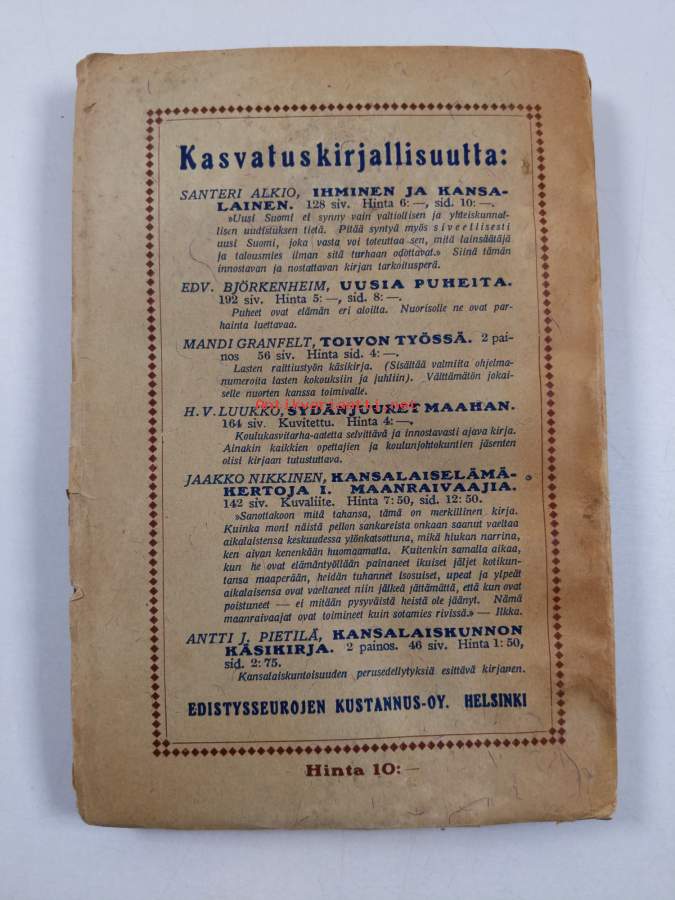 Kasvatuskirjallisuutta:
SANTERI ALKIO, IHMINEN JA KANSA-
LAINEN. 128 siv. Hinta 6: —, sid. 10: —.
»Uusi Suomi ei synny vain valtiollisen ja yhteiskunnal-
lisen uudistuksen tietä. Pitää syntyä myös siveellisesti
uusi Suomi, joka vasta voi toteuttaa sen, mitä lainsäätäjä
ja talousmies ilman sitä turhaan odottavat.» Siinä tämän
innostavan ja nostattavan kirjan tarkoitusperä.
EDV. BJÖRKENHEIM, UUSIA PUHEITA.
192 siv. Hinta 5: —, sid. 8: —.
Puheet ovat elämän eri aloilta. Nuorisolle ne ovat par-
hainta luettavaa.
MANDI GRANFELT, TOIVON TYÖSSÄ. 2 pai-
nos 56 siv. Hinta sid. 4: —.
Lasten raittiustyön käsikirja. (Sisältää valmiita ohjelma-
numeroita lasten kokouksiin ja juhliin). Välttämätön jokai-
selle nuorten kanssa toimivalle.
Antikvariaatti.net
H. V. LUUKKO, SYDÄNJUURET MAAHAN.
164 siv. Kuvitettu. Hinta 4: —.
Koulukasvitarha-aatetta selvittävä ja innostavasti ajava kirja.
Ainakin kaikkien opettajien ja koulunjohtokuntien jäsenten
olisi kirjaan tutustuttava.
JAAKKO NIKKINEN, KANSALAISELÄMÄ-
KERTOJA I. MAANRAIVAAJIA.
142 siv. Kuvaliite. Hinta 7: 50, sid. 12: 50.
»Sanottakoon mitä tahansa, tämä on merkillinen kirja.
Kuinka moni näistä pellon sankareista onkaan saanut vaeltaa
aikalaistensa keskuudessa ylönkatsottuna, mikä hiukan narrina,
ken aivan kenenkään huomaamatta. Kuitenkin samalla aikaa,
kun he ovat elämäntyöllään painaneet ikuiset jäljet kotikun-
tansa maaperään, heidän tuhannet isosuiset, upeat ja ylpeät
aikalaisensa ovat vaeltaneet niin jälkeä jättämättä, että kun ovat
poistuneet — ei mitään pysyväistä heistä ole jäänyt. Nämä
maanraivaajat ovat toimineet kuin sotamies rivissä.» — Ilkka.
ANTTI J. PIETILÄ, KANSALAISKUNNON
KÄSIKIRJA. 2 painos. 46 siv. Hinta 1: 50,
sid. 2: 75.
Kansalaiskuntoisuuden perusedellytyksiä esittävä kirjanen.
EDISTYSSEUROJEN KUSTANNUS-OY. HELSINKI
Hinta 10: —